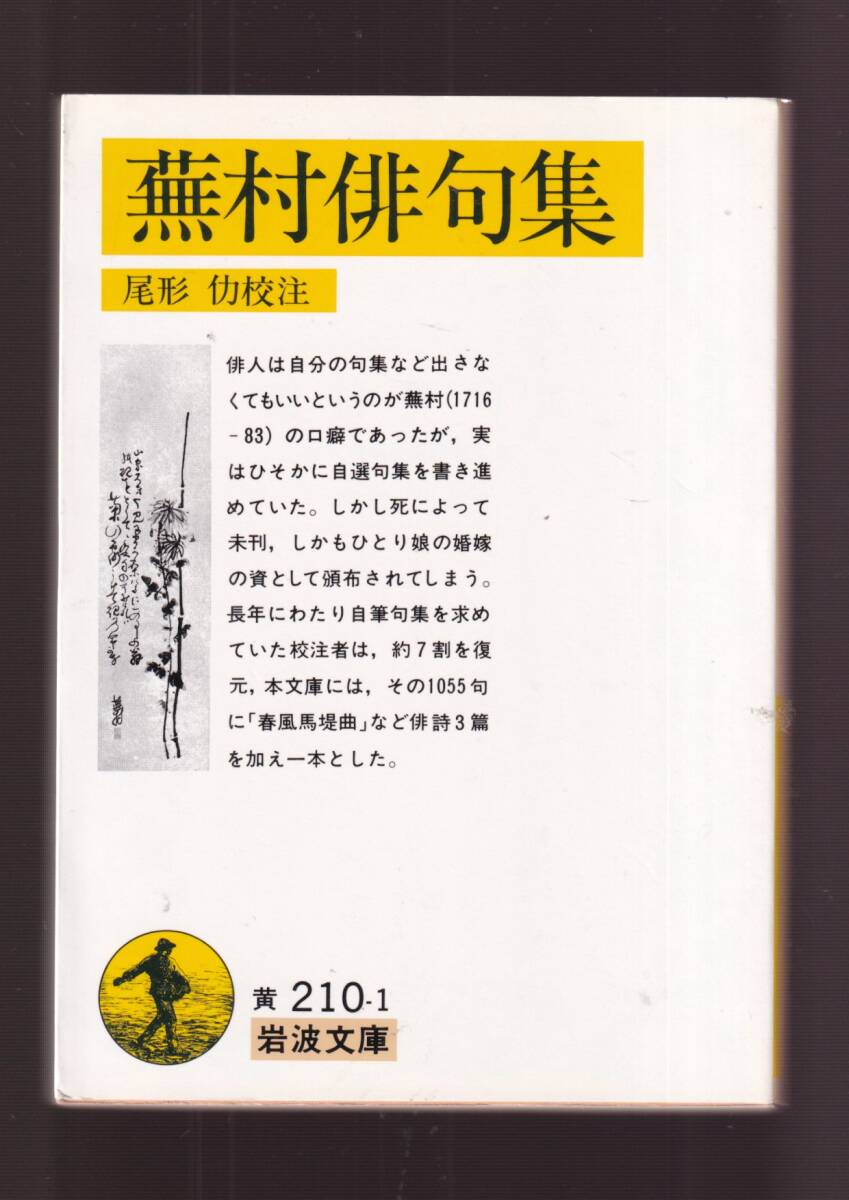 蕪村俳句集
尾形 仂校注
俳人は自分の句集など出さな
くてもいいというのが蕪村(1716
-83)の口癖であったが，実
はひそかに自選句集を書き進
めていた。しかし死によって
未刊，しかもひとり娘の婚嫁
の資として頒布されてしまう。
長年にわたり自筆句集を求め
ていた校注者は，約7割を復
元，本文庫には，その1055句
に「春風馬堤曲」など俳詩3篇
を加え一本とした。
黄 210-1
岩波文庫